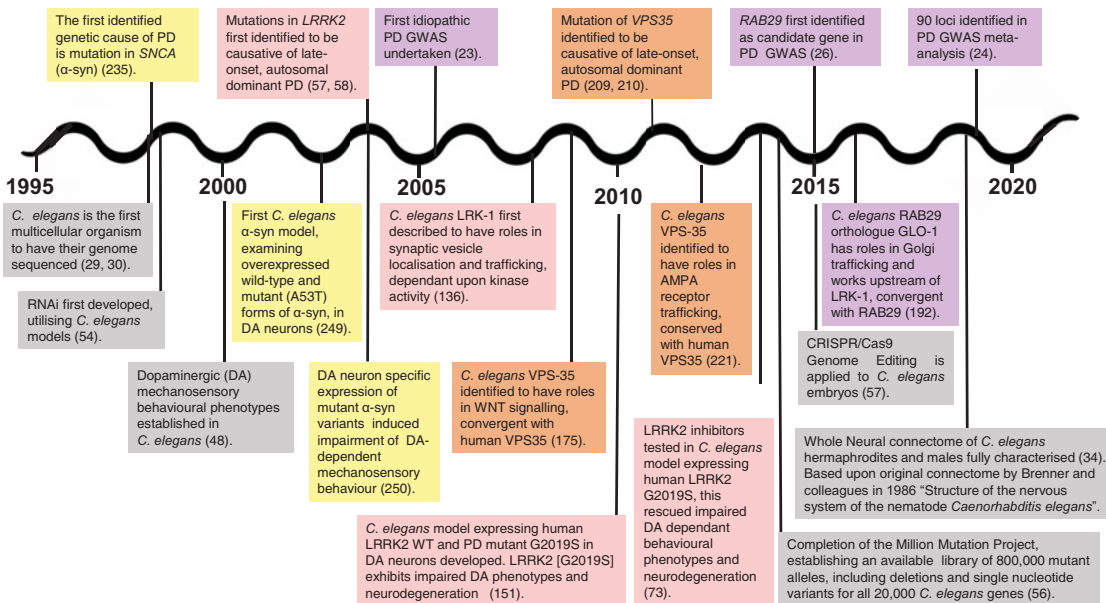 The first identified
genetic cause of PD
is mutation in SNCA
(α-syn) (235).
Mutations in LRRK2
first identified to be
causative of late-
onset, autosomal
dominant PD (57, 58).
First idiopathic
PD GWAS
undertaken (23).
Mutation of VPS35
identified to be
causative of late-onset,
autosomal dominant
PD (209, 210).
RAB29 first identified
as candidate gene in
PD GWAS (26).
90 loci identified in
PD GWAS meta-
analysis (24).
1995
2000
2005
2010
2015
2020
C. elegans is the first
multicellular organism
to have their genome
sequenced (29, 30).
RNAi first developed,
utilising C. elegans
models (54).
Dopaminergic (DA)
mechanosensory
behavioural phenotypes
established in
C. elegans (48).
First C. elegans
α-syn model,
examining
overexpressed
wild-type and
mutant (A53T)
forms of α-syn, in
DA neurons (249).
DA neuron specific
expression of
mutant α-syn
variants induced
impairment of DA-
dependent
mechanosensory
behaviour (250).
C. elegans LRK-1 first
described to have roles in
synaptic vesicle
localisation and trafficking,
dependant upon kinase
activity (136).
C. elegans VPS-35
identified to have roles
in WNT signalling,
convergent with
human VPS35 (175).
C. elegans model expressing human
LRRK2 WT and PD mutant G2019S in
DA neurons developed. LRRK2 [G2019S]
exhibits impaired DA phenotypes and
neurodegeneration (151).
C. elegans
VPS-35
identified to
have roles in
AMPA
receptor
trafficking,
conserved
with human
VPS35 (221).
LRRK2 inhibitors
tested in C. elegans
model expressing
human LRRK2
G2019S, this
rescued impaired
DA dependant
behavioural
phenotypes and
neurodegeneration
(73).
C. elegans RAB29
orthologue GLO-1
has roles in Golgi
trafficking and
works upstream of
LRK-1, convergent
with RAB29 (192).
CRISPR/Cas9
Genome Editing is
applied to C. elegans
embryos (57).
Whole Neural connectome of C. elegans
hermaphrodites and males fully characterised (34).
Based upon original connectome by Brenner and
colleagues in 1986 “Structure of the nervous
system of the nematode Caenorhabditis elegans”.
Completion of the Million Mutation Project,
establishing an available library of 800,000 mutant
alleles, including deletions and single nucleotide
variants for all 20,000 C. elegans genes (56).